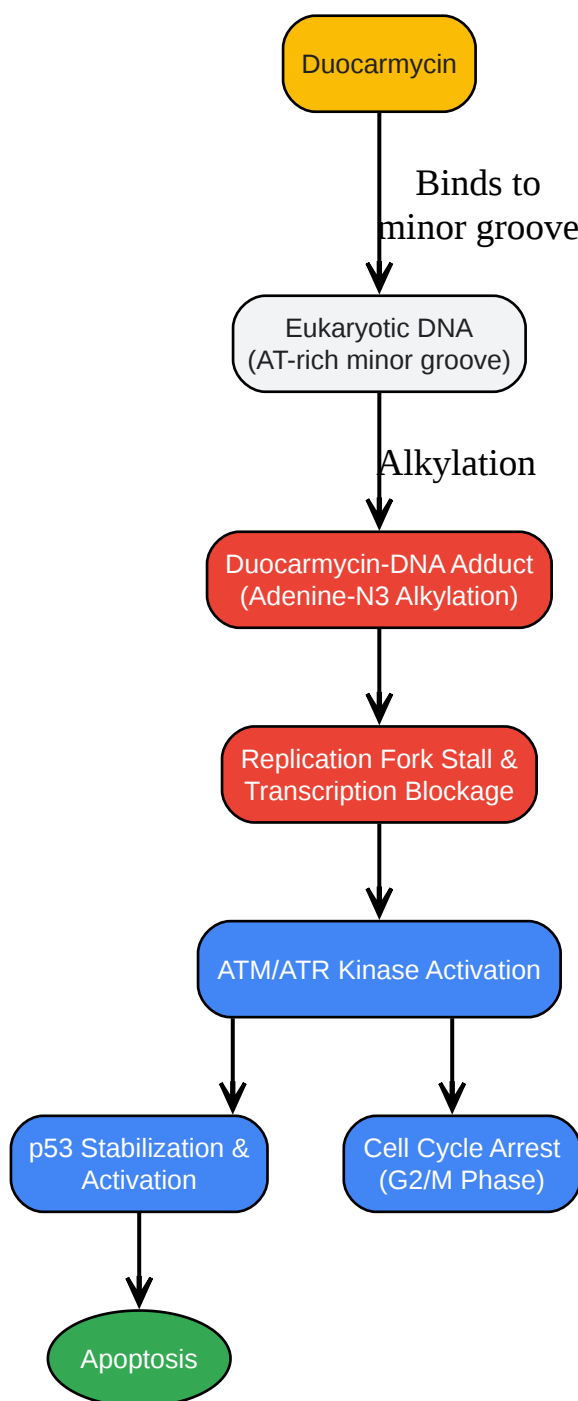 Duocarmycin
Binds to
minor groove
Eukaryotic DNA
(AT-rich minor groove)
Alkylation
Duocarmycin-DNA Adduct
(Adenine-N3 Alkylation)
Replication Fork Stall &
Transcription Blockage
ATM/ATR Kinase Activation
p53 Stabilization &
Activation
Cell Cycle Arrest
(G2/M Phase)
Apoptosis